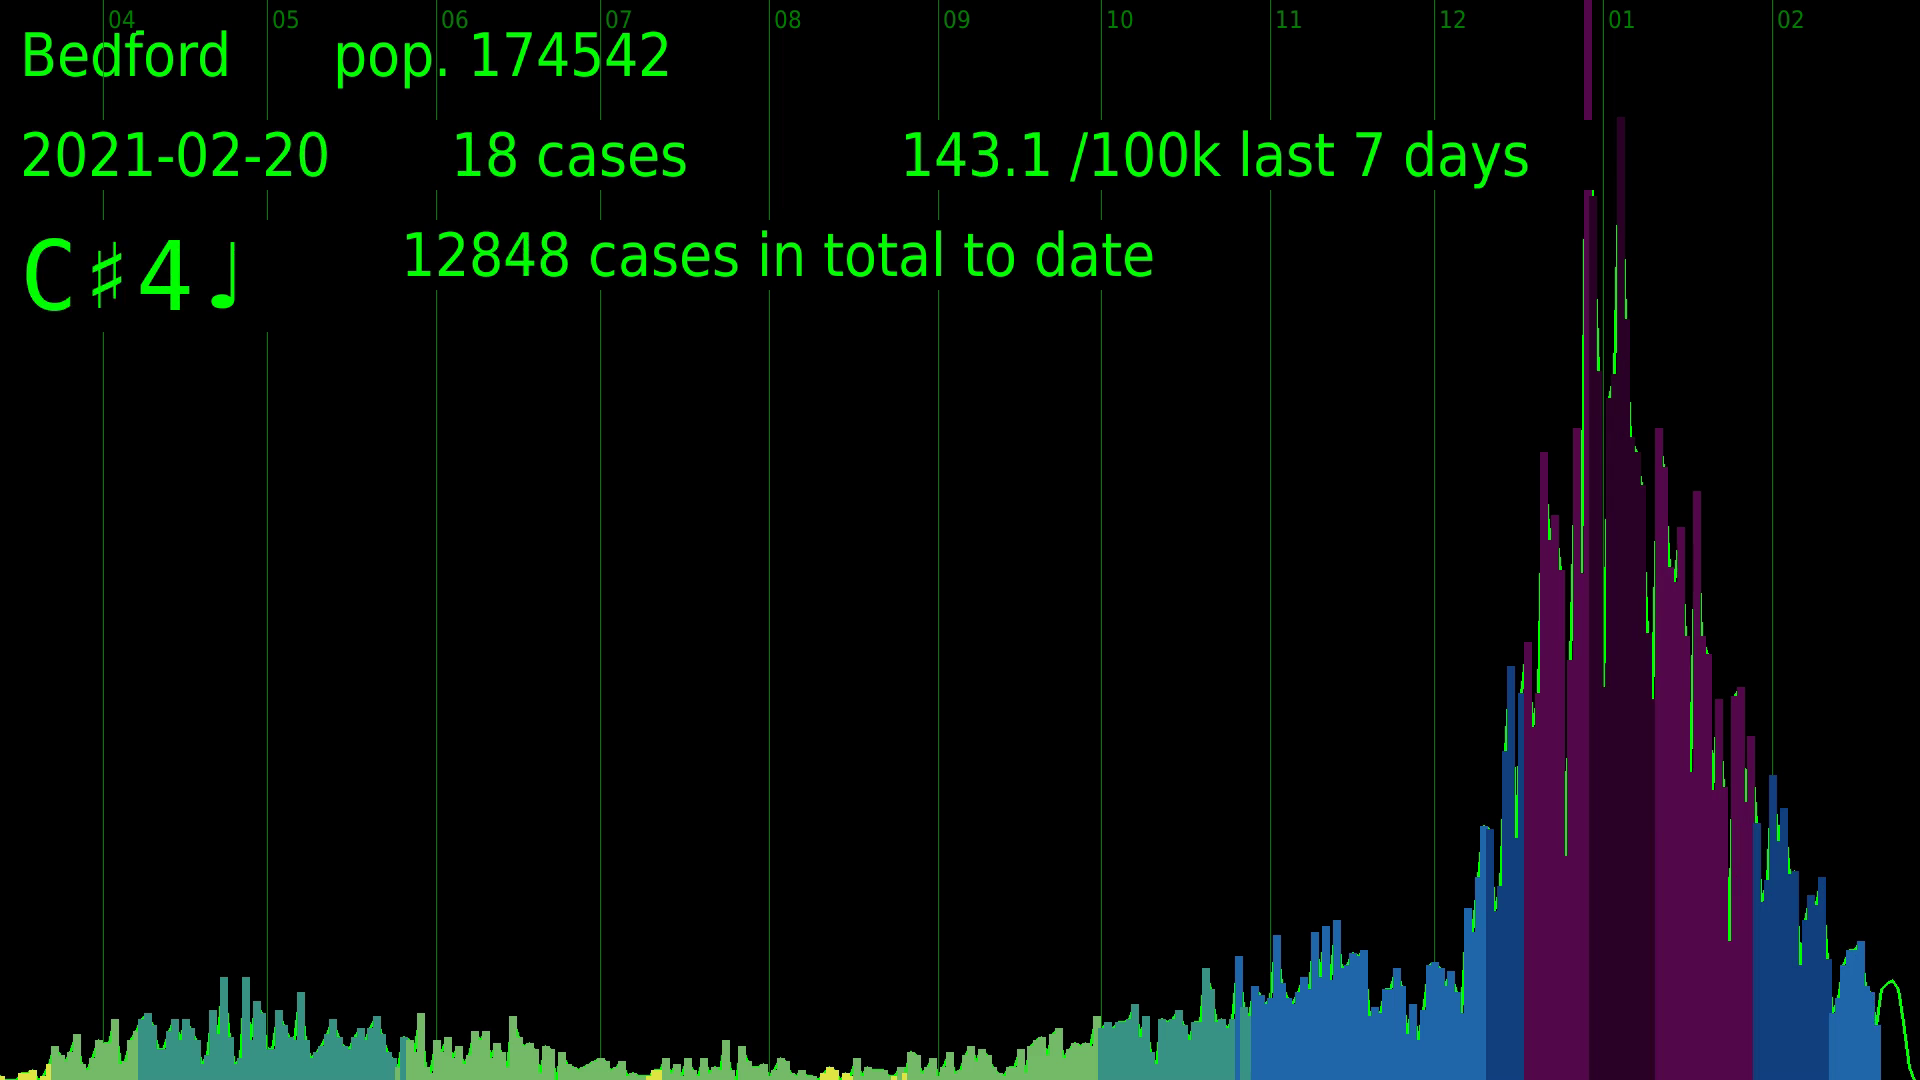 04 05 06 07 08 09 10 11 12 01 02
Bedford pop. 174542
2021-02-20 18 cases 143.1 /100k last 7 days
C♯4♩ 12848 cases in total to date